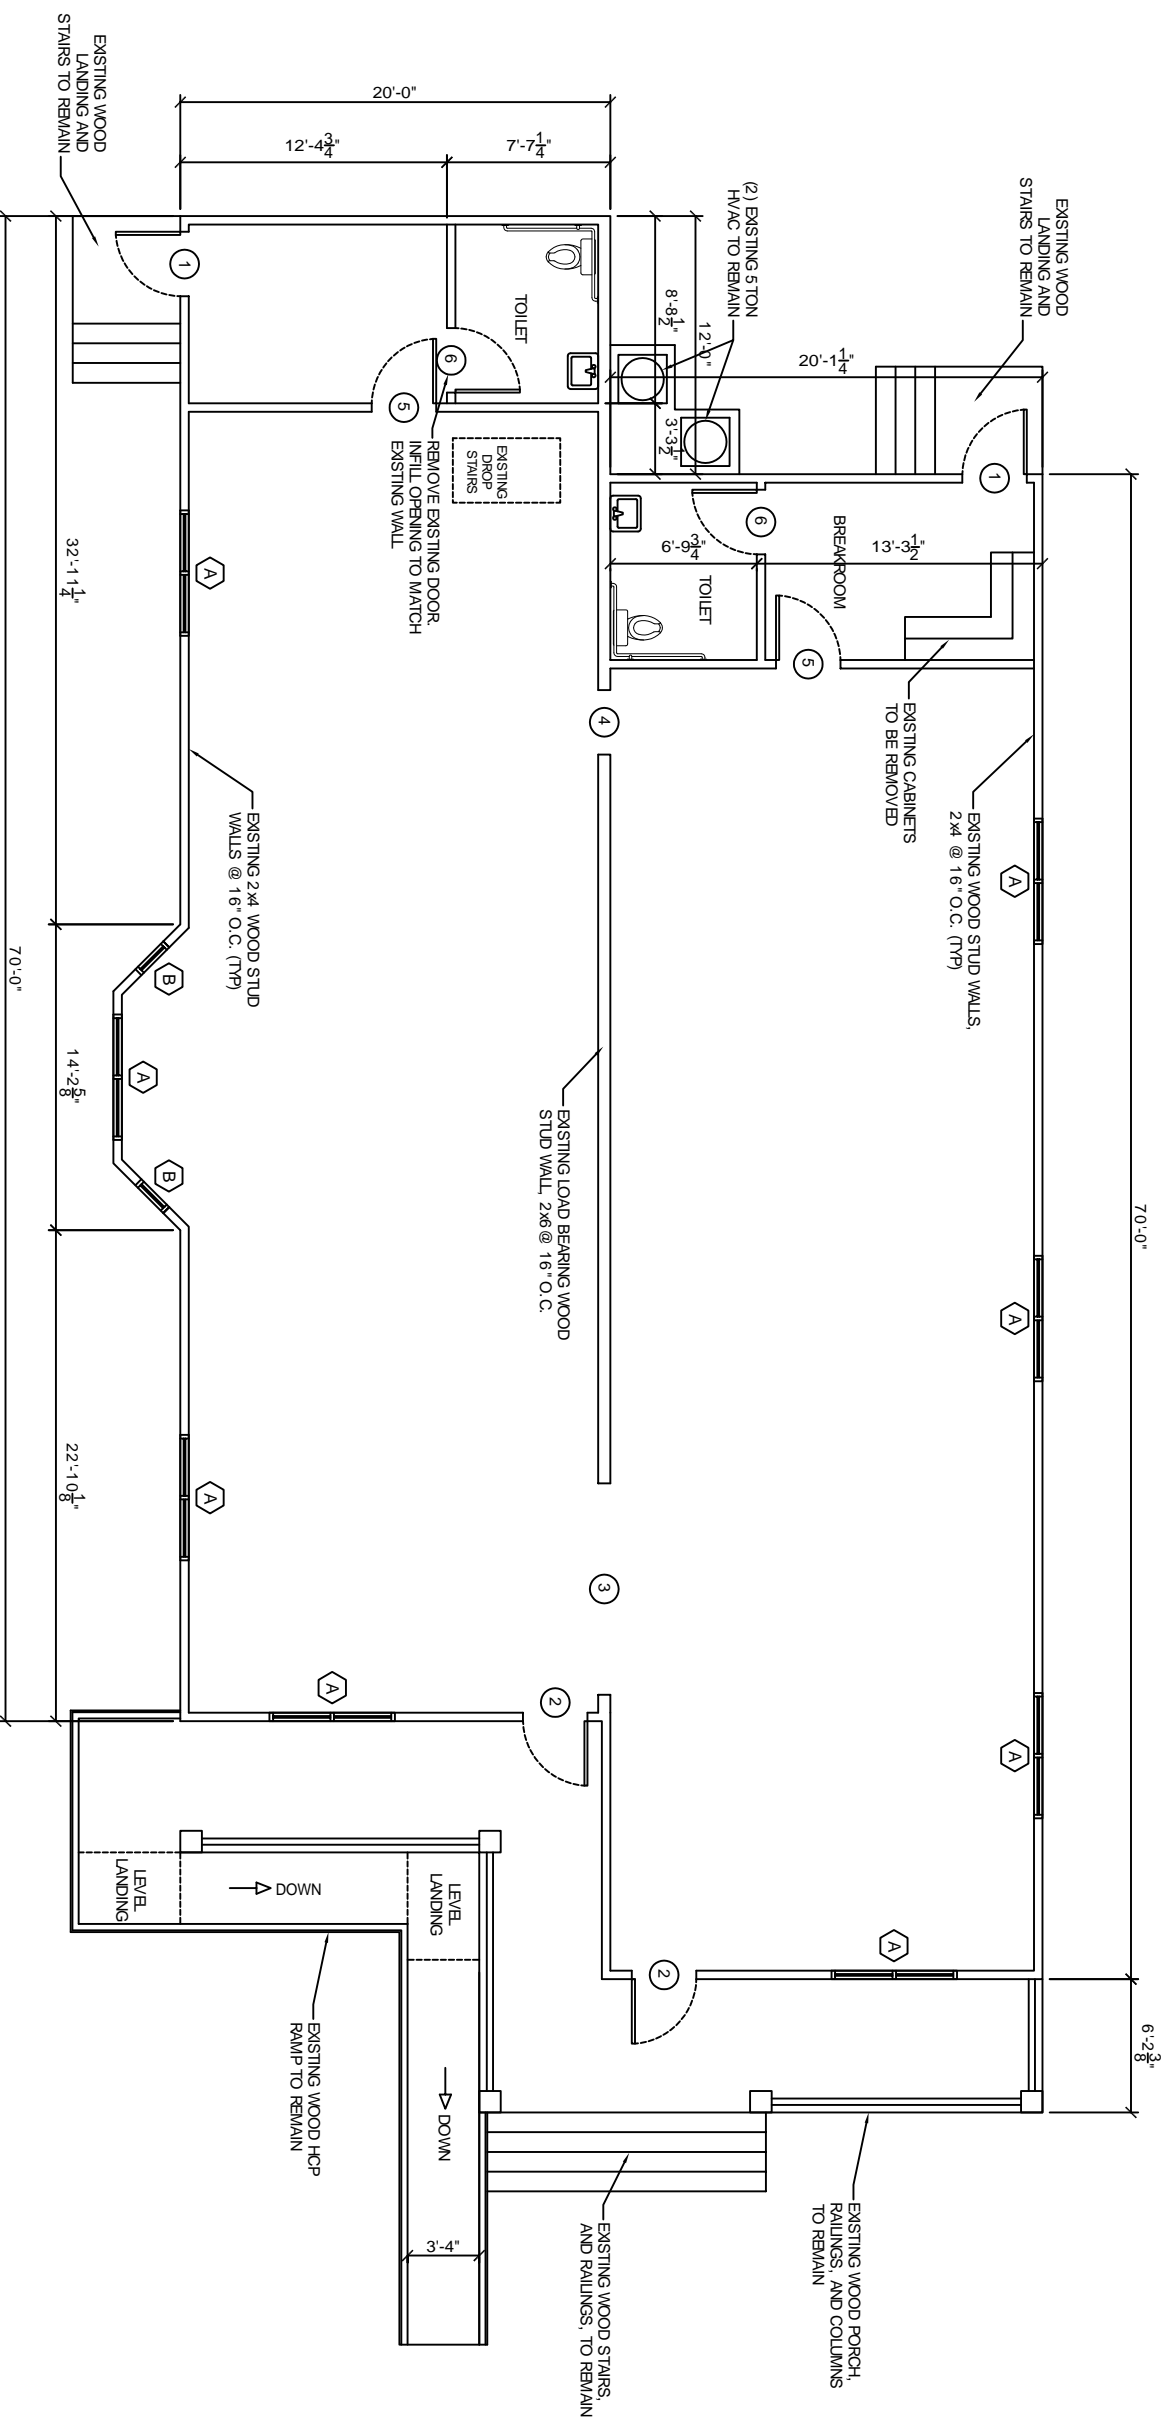 EXISTING WOOD
LANDING AND
STAIRS TO REMAIN
20'-0"
12'-4 3/4"
7'-7 1/4"
(2) EXISTING 5 TON
HVAC TO REMAIN
EXISTING WOOD
LANDING AND
STAIRS TO REMAIN
8'-8 1/2"
12'-0"
3'-3 1/2"
20'-1 1/4"
1
TOILET
6
5
REMOVE EXISTING DOOR.
INFILL OPENING TO MATCH
EXISTING WALL
EXISTING
DROP
STAIRS
1
6
BREAKROOM
6'-9 3/4"
13'-3 1/2"
TOILET
5
EXISTING CABINETS
TO BE REMOVED
EXISTING WOOD STUD WALLS,
2x4 @ 16" O.C. (TYP)
32'-11 1/4"
A
4
EXISTING 2x4 WOOD STUD
WALLS @ 16" O.C. (TYP)
A
70'-0"
14'-2 5/8"
B
A
B
EXISTING LOAD BEARING WOOD
STUD WALL, 2x6 @ 16" O.C.
70'-0"
A
22'-10 1/8"
A
3
A
2
A
A
2
6'-2 3/8"
LEVEL
LANDING
DOWN
LEVEL
LANDING
EXISTING WOOD HCP
RAMP TO REMAIN
DOWN
3'-4"
EXISTING WOOD STAIRS,
AND RAILINGS, TO REMAIN
EXISTING WOOD PORCH,
RAILINGS, AND COLUMNS
TO REMAIN